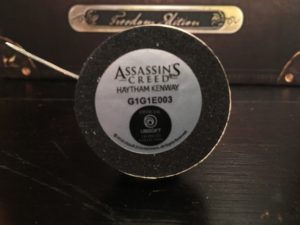 Freedom Edition
ASSASSIN'S
CREED
HAYTHAM KENWAY
G1G1E003
UBISOFT